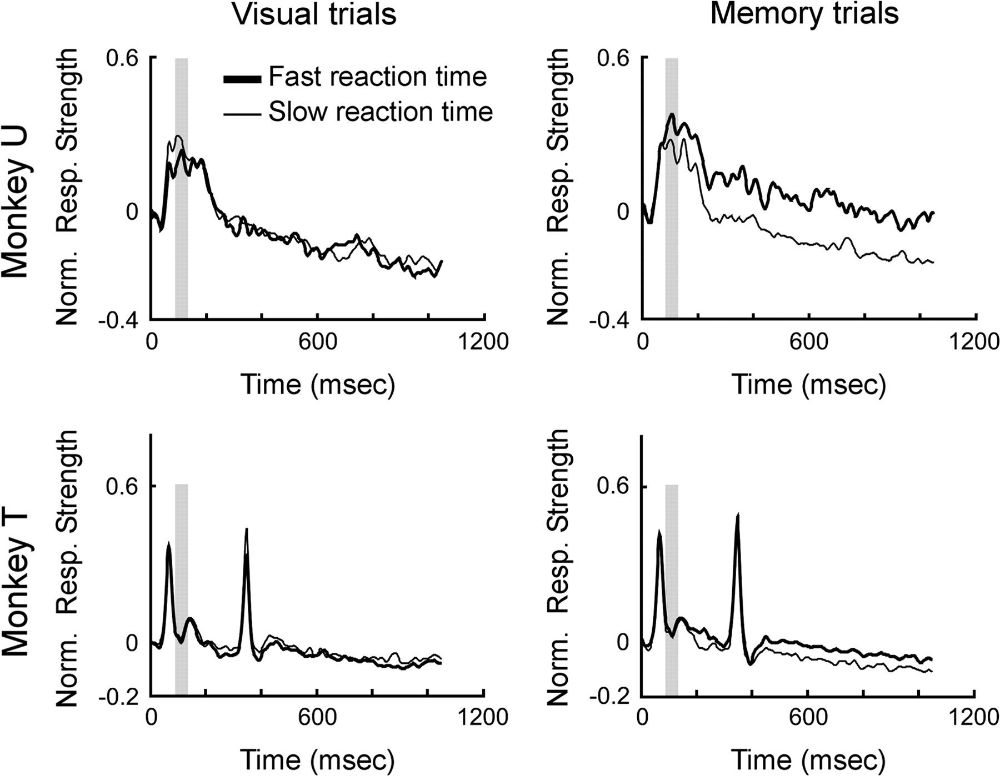 Visual trials
Memory trials
Monkey U
Norm. Resp. Strength
0.6
0
-0.4
Fast reaction time
Slow reaction time
0 600 1200
Time (msec)
Norm. Resp. Strength
0.6
0
-0.4
0 600 1200
Time (msec)
Monkey T
Norm. Resp. Strength
0.6
0
-0.2
0 600 1200
Time (msec)
Norm. Resp. Strength
0.6
0
-0.2
0 600 1200
Time (msec)